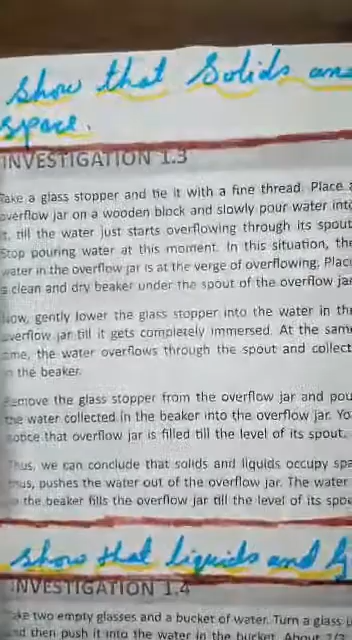 Show that Solids and
space.
INVESTIGATION 1.3
Take a glass stopper and tie it with a fine thread. Place a
overflow jar on a wooden block and slowly pour water into
it, till the water just starts overflowing through its spout
Stop pouring water at this moment. In this situation, the
water in the overflow jar is at the verge of overflowing. Plac
a clean and dry beaker under the spout of the overflow jar
Now, gently lower the glass stopper into the water in the
overflow jar till it gets completely immersed. At the same
time, the water overflows through the spout and collect
in the beaker.
Remove the glass stopper from the overflow jar and pou
the water collected in the beaker into the overflow jar. Yo
notice that overflow jar is filled till the level of its spout.
Thus, we can conclude that solids and liquids occupy spa
thus, pushes the water out of the overflow jar. The water
in the beaker fills the overflow jar till the level of its spou
show that liquids and
INVESTIGATION 1.4
take two empty glasses and a bucket of water. Turn a glass u
and then push it into the water in the bucket. About